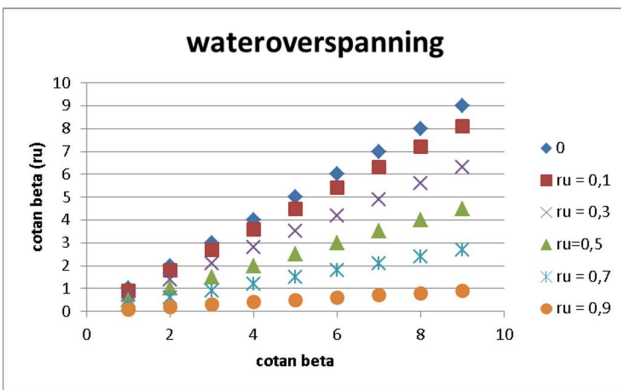 wateroverspanning
cotan beta (ru)
10
9
8
7
6
5
4
3
2
1
0
0
2
4
6
8
10
cotan beta
0
ru = 0,1
ru = 0,3
ru=0,5
ru = 0,7
ru = 0,9